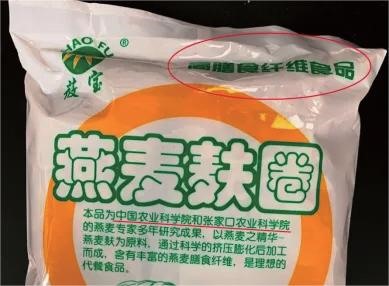 HAO FU
®
高膳食纤维食品
燕麦麸圈
本品为中国农业科学院和张家口农业科学院
的燕麦专家多年研究成果，以燕麦之精华-
燕麦麸为原料，通过科学的挤压膨化后加工
而成，含有丰富的燕麦膳食纤维，是理想的
代餐食品。